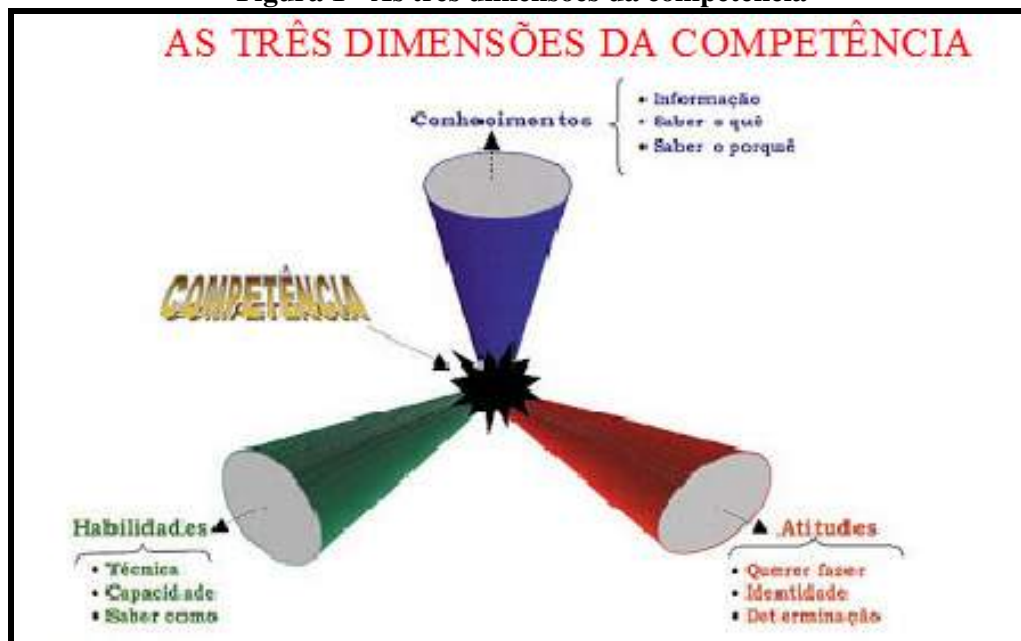 AS TRÊS DIMENSÕES DA COMPETÊNCIA
Conhecimentos
• Informação
• Saber o quê
• Saber o porquê
COMPETÊNCIA
Habilidades
• Técnica
• Capacidade
• Saber como
Atitudes
• Querer fazer
• Identidade
• Determinação